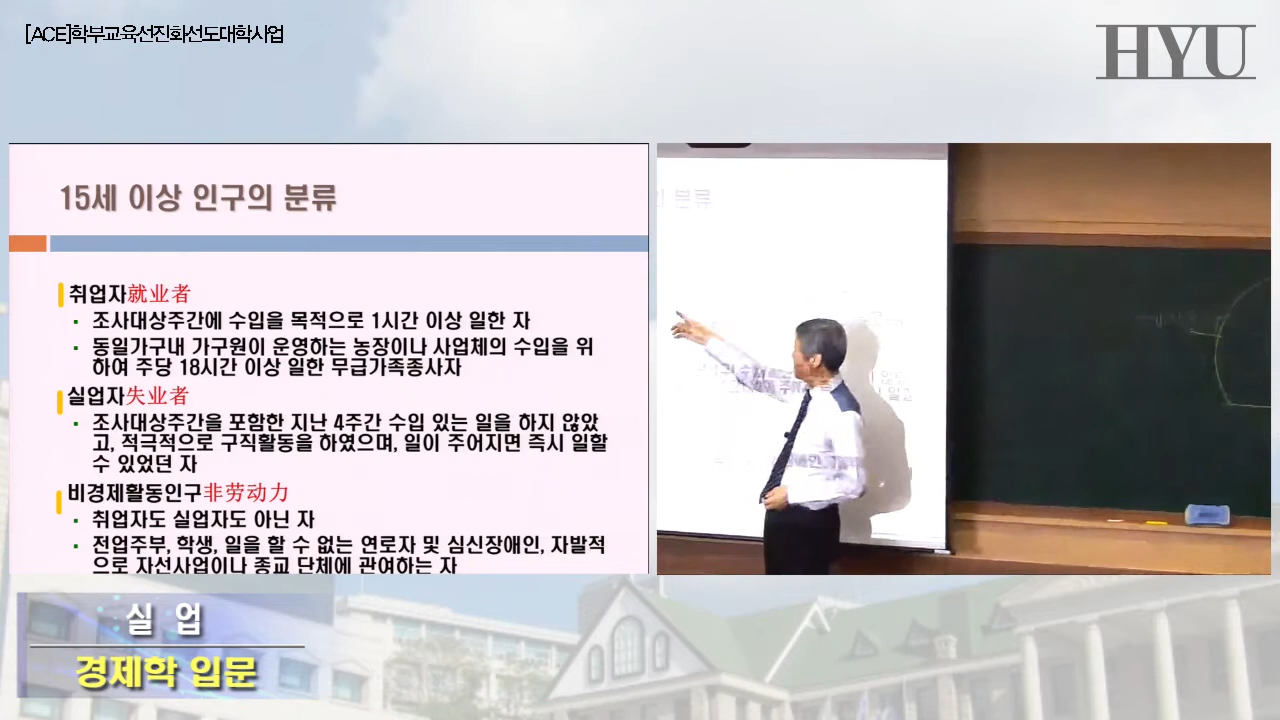 [ACE]학부교육선진화선도대학사업
HYU
15세 이상 인구의 분류
취업자就业者
· 조사대상주간에 수입을 목적으로 1시간 이상 일한 자
· 동일가구내 가구원이 운영하는 농장이나 사업체의 수입을 위
하여 주당 18시간 이상 일한 무급가족종사자
실업자失业者
· 조사대상주간을 포함한 지난 4주간 수입 있는 일을 하지 않았
고, 적극적으로 구직활동을 하였으며, 일이 주어지면 즉시 일할
수 있었던 자
비경제활동인구非劳动力
· 취업자도 실업자도 아닌 자
· 전업주부, 학생, 일을 할 수 없는 연로자 및 심신장애인, 자발적
으로 자선사업이나 종교 단체에 관여하는 자
분류
실 업
경제학 입문